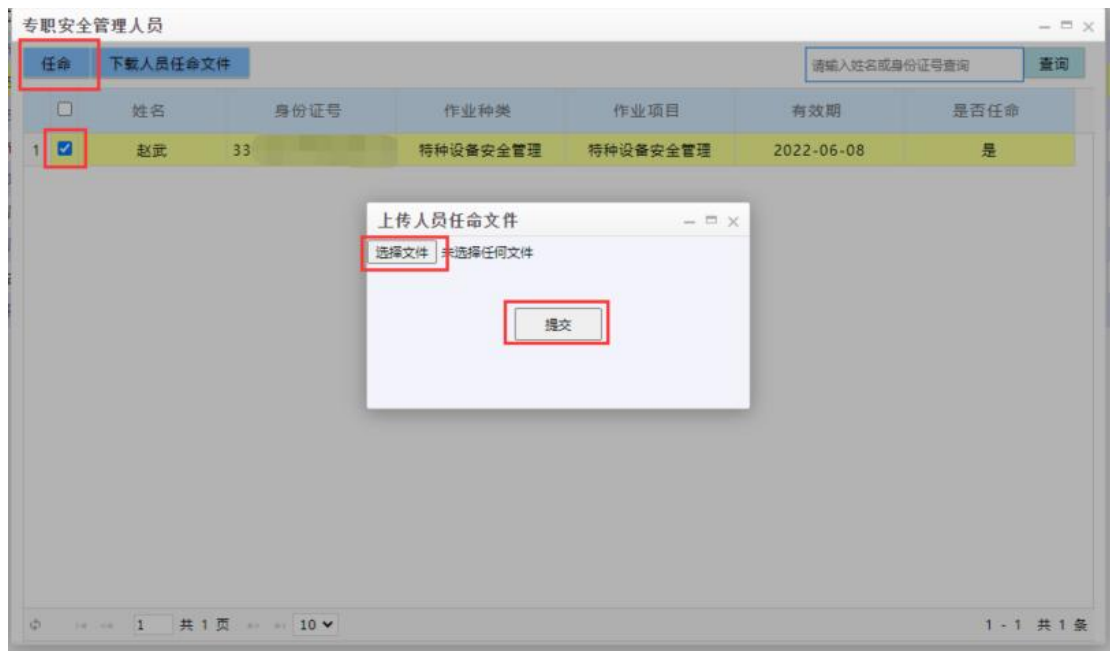 专职安全管理人员
任命 下载人员任命文件 请输入姓名或身份证号查询 查询
姓名 身份证号 作业种类 作业项目 有效期 是否任命
1 赵武 33 特种设备安全管理 特种设备安全管理 2022-06-08 是
上传人员任命文件
选择文件 未选择任何文件
提交
1 共 1 页 10 1 - 1 共 1 条